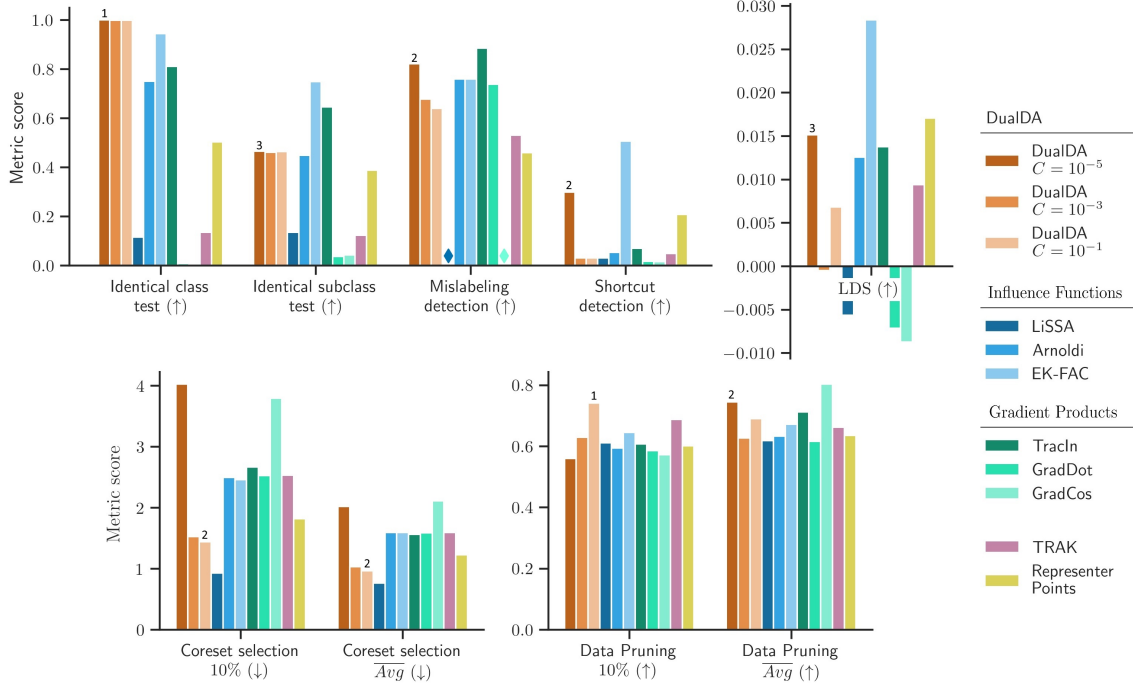 Metric score
1.0
0.8
0.6
0.4
0.2
0.0
1
3
2
2
Identical class
test (↑)
Identical subclass
test (↑)
Mislabeling
detection (↑)
Shortcut
detection (↑)
0.030
0.025
0.020
0.015
0.010
0.005
0.000
−0.005
−0.010
3
LDS (↑)
DualDA
DualDA
C = 10⁻⁵
DualDA
C = 10⁻³
DualDA
C = 10⁻¹
Influence Functions
LiSSA
Arnoldi
EK-FAC
Gradient Products
TracIn
GradDot
GradCos
TRAK
Representer
Points
Metric score
4
3
2
1
0
2
2
Coreset selection
10% (↓)
Coreset selection
Avg (↓)
0.8
0.6
0.4
0.2
0.0
1
2
Data Pruning
10% (↑)
Data Pruning
Avg (↑)